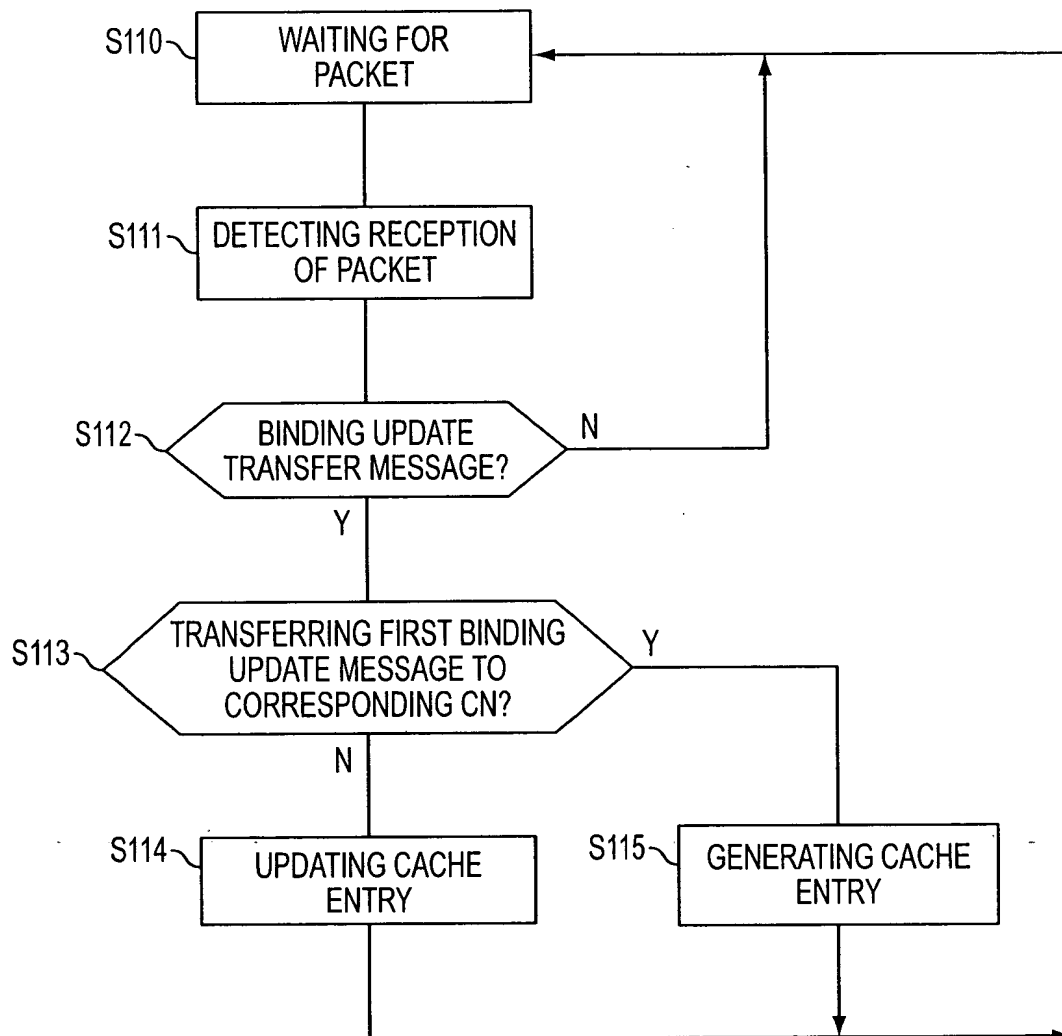 S110
WAITING FOR
PACKET
S111
DETECTING RECEPTION
OF PACKET
S112
BINDING UPDATE
TRANSFER MESSAGE?
N
Y
S113
TRANSFERRING FIRST BINDING
UPDATE MESSAGE TO
CORRESPONDING CN?
Y
N
S114
UPDATING CACHE
ENTRY
S115
GENERATING CACHE
ENTRY